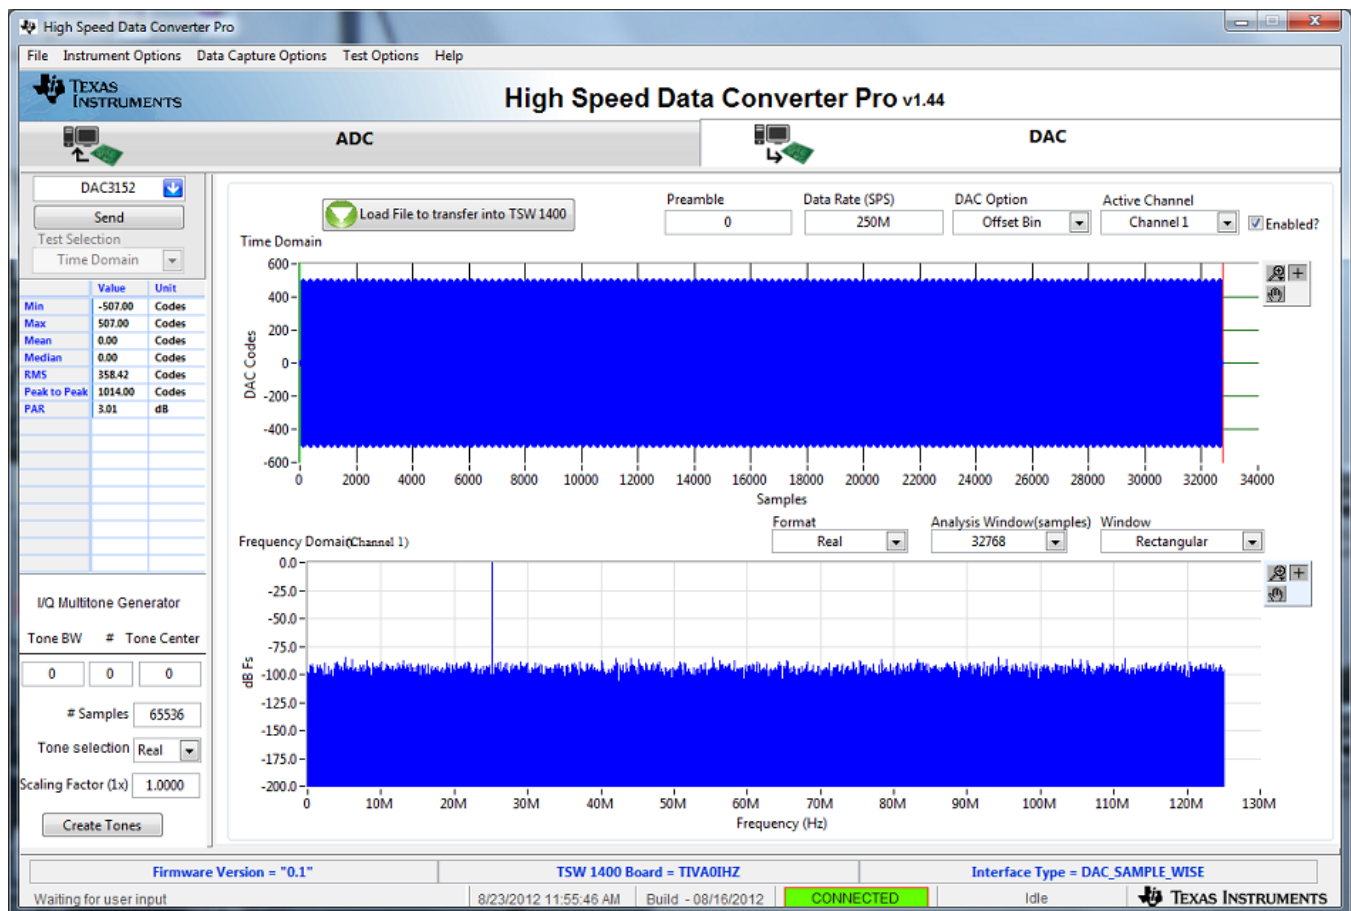 High Speed Data Converter Pro
File Instrument Options Data Capture Options Test Options Help
TEXAS INSTRUMENTS
High Speed Data Converter Pro v1.44
ADC
DAC
DAC3152
Send
Test Selection
Time Domain
Value Unit
Min -507.00 Codes
Max 507.00 Codes
Mean 0.00 Codes
Median 0.00 Codes
RMS 358.42 Codes
Peak to Peak 1014.00 Codes
PAR 3.01 dB
I/Q Multitone Generator
Tone BW # Tone Center
0 0 0
# Samples 65536
Tone selection Real
Scaling Factor (1x) 1.0000
Create Tones
Load File to transfer into TSW 1400
Preamble
0
Data Rate (SPS)
250M
DAC Option
Offset Bin
Active Channel
Channel 1
Enabled?
Time Domain
DAC Codes
600
400
200
0
-200
-400
-600
0 2000 4000 6000 8000 10000 12000 14000 16000 18000 20000 22000 24000 26000 28000 30000 32000 34000
Samples
Format
Real
Analysis Window(samples)
32768
Window
Rectangular
Frequency Domain(Channel 1)
dB Fs
0.0
-25.0
-50.0
-75.0
-100.0
-125.0
-150.0
-175.0
-200.0
0 10M 20M 30M 40M 50M 60M 70M 80M 90M 100M 110M 120M 130M
Frequency (Hz)
Firmware Version = "0.1"
TSW 1400 Board = TIVA0IHZ
Interface Type = DAC_SAMPLE_WISE
Waiting for user input
8/23/2012 11:55:46 AM
Build - 08/16/2012
CONNECTED
Idle
TEXAS INSTRUMENTS